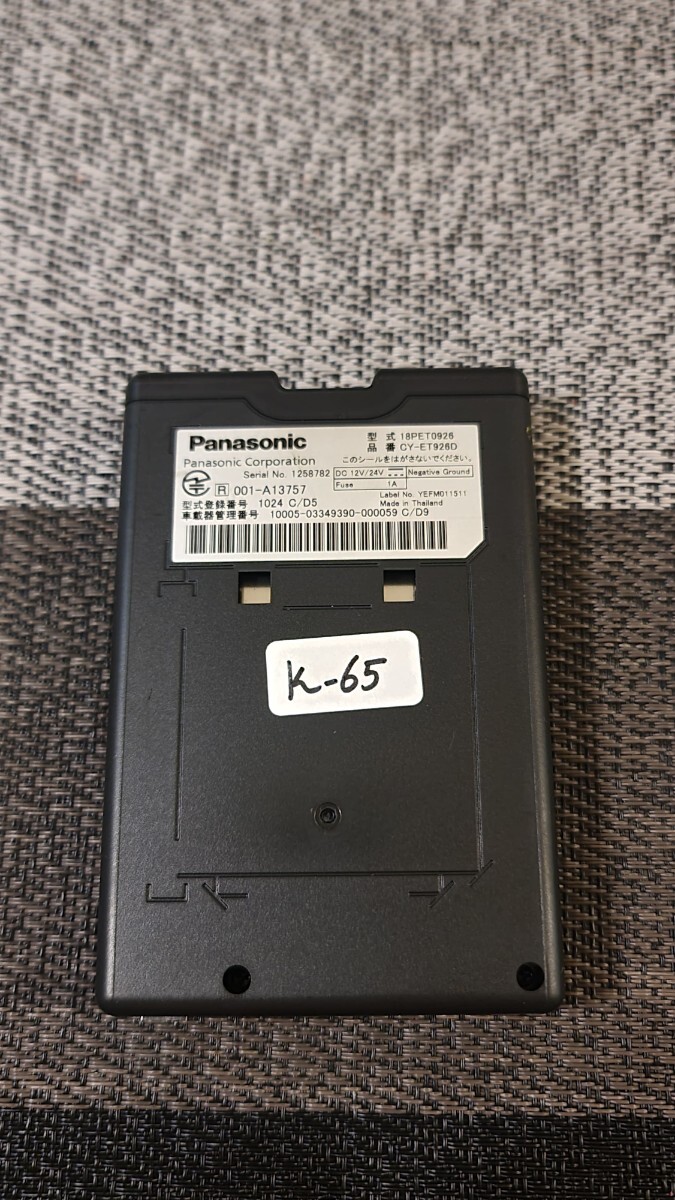 Panasonic
型 式 18PET0926
品 番 CY-ET926D
Panasonic Corporation
このシールをはがさないでください。
Serial No. 1258782
DC 12V/24V
Negative Ground
Fuse 1A
R 001-A13757
Label No. YEFM011511
型式登録番号 1024 C/D5
Made in Thailand
車載器管理番号 10005-03349390-000059 C/D9
K-65